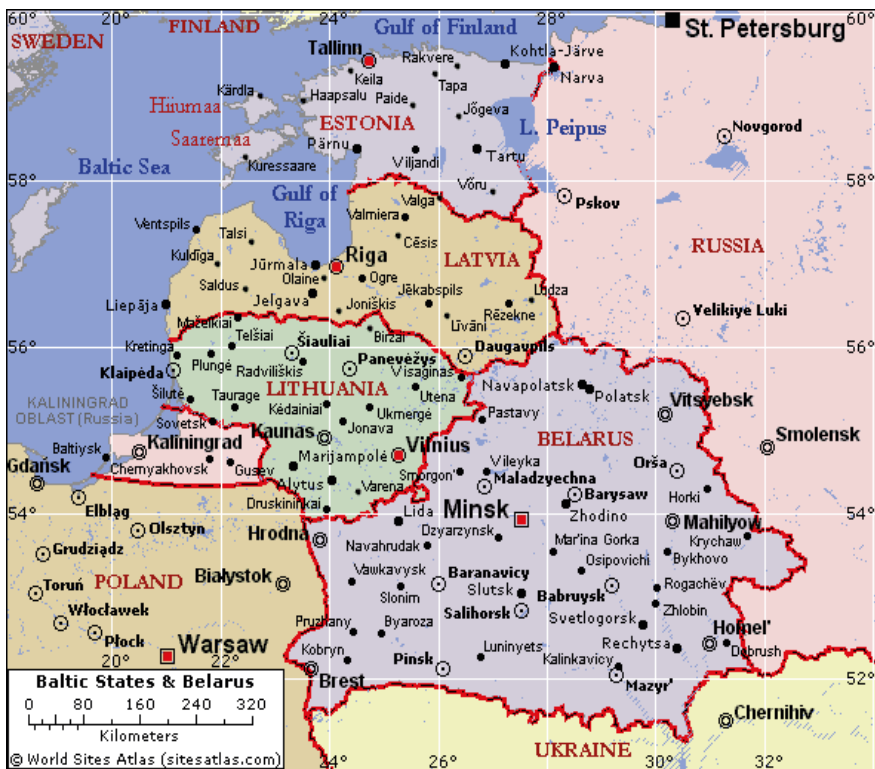 60°
24°
28°
60°
SWEDEN
FINLAND
Gulf of Finland
St. Petersburg
Tallinn
Kohtla-Järve
Rakvere
Narva
Keila
Tapa
Kärdla
Haapsalu
Paide
Jõgeva
Hiiumaa
ESTONIA
L. Peipus
Novgorod
Saaremaa
Pärnu
Viljandi
Tartu
Baltic Sea
Kuressaare
58°
Võru
58°
Gulf of
Riga
Valga
Pskov
Valmiera
Ventspils
Talsi
Cēsis
RUSSIA
Kuldīga
Jūrmala
Riga
LATVIA
Olaine
Ogre
Saldus
Jelgava
Jēkabspils
Ludza
Liepāja
Joniškis
Līvāni
Rēzekne
Velikiye Luki
Mažeikiai
Biržai
Telšiai
Šiauliai
Daugavpils
56°
Kretinga
Plungė
Panevėžys
56°
Klaipėda
Radviliškis
Visaginas
LITHUANIA
Utena
Navapolatsk
Polatsk
KALININGRAD
OBLAST (Russia)
Šilutė
Taurage
Kėdainiai
Ukmergė
Pastavy
Vitsyebsk
Sovetsk
Jonava
Kaliningrad
Kaunas
Vilnius
BELARUS
Smolensk
Baltiysk
Chernyakhovsk
Gusev
Marijampolė
Smorgon'
Vileyka
Orša
Gdańsk
Maladzyechna
Alytus
Varena
Barysaw
Horki
Elbląg
Druskininkai
Lida
Minsk
Zhodino
54°
54°
Olsztyn
Hrodna
Dzyarzynsk
Mahilyow
Grudziądz
Navahrudak
Mar'ina Gorka
Krychaw
Osipovichi
Bykhovo
POLAND
Białystok
Vawkavysk
Baranavicy
Toruń
Slonim
Slutsk
Babruysk
Rogachëv
Włocławek
Pruzhany
Byaroza
Salihorsk
Svetlogorsk
Zhlobin
Płock
Warsaw
Kobryn
Luninyets
Rechytsa
Homel'
20°
22°
Kalinkavicy
Dobrush
30°
32°
Brest
Pinsk
Mazyr'
52°
52°
Baltic States & Belarus
0 80 160 240 320
Kilometers
Chernihiv
UKRAINE
© World Sites Atlas (sitesatlas.com)
24°
26°
28°
30°
32°